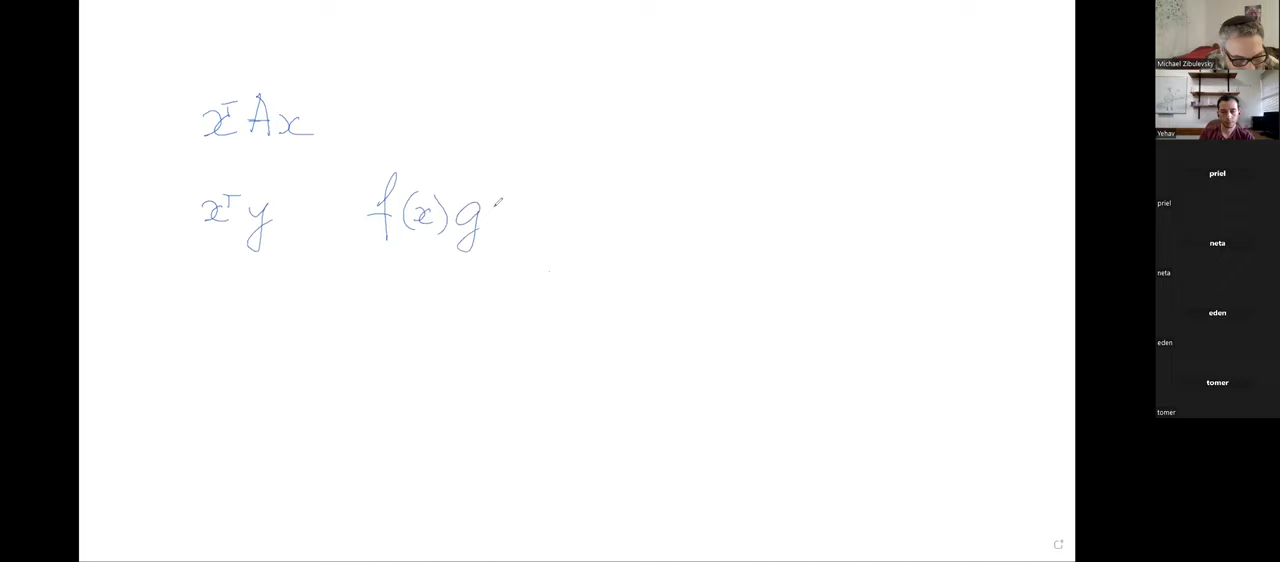 xᵀAx
xᵀy f(x)g
Michael Zibulevsky
Yehav
priel
priel
neta
neta
eden
eden
tomer
tomer